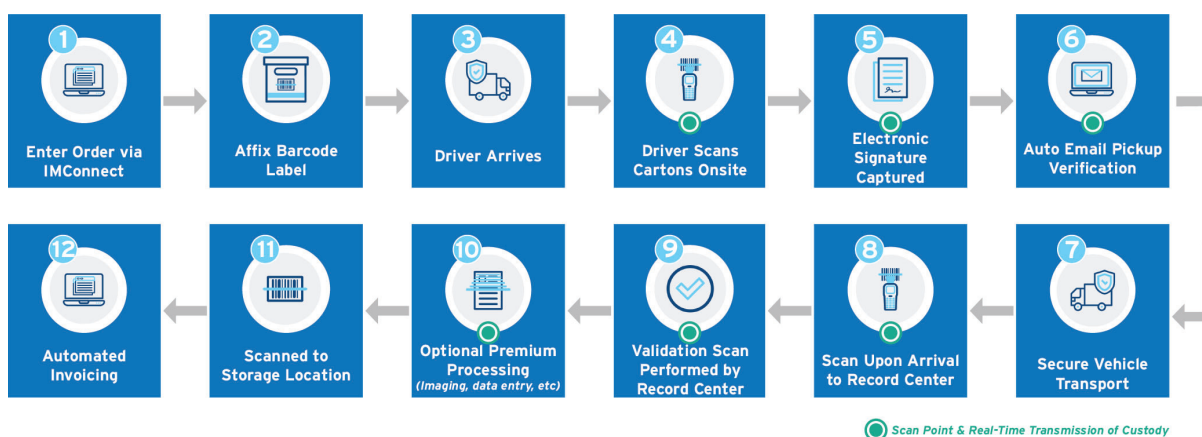 1
Enter Order via
IMConnect
2
Affix Barcode
Label
3
Driver Arrives
4
Driver Scans
Cartons Onsite
5
Electronic
Signature
Captured
6
Auto Email Pickup
Verification
12
Automated
Invoicing
11
Scanned to
Storage Location
10
Optional Premium
Processing
(Imaging, data entry, etc)
9
Validation Scan
Performed by
Record Center
8
Scan Upon Arrival
to Record Center
7
Secure Vehicle
Transport
Scan Point & Real-Time Transmission of Custody